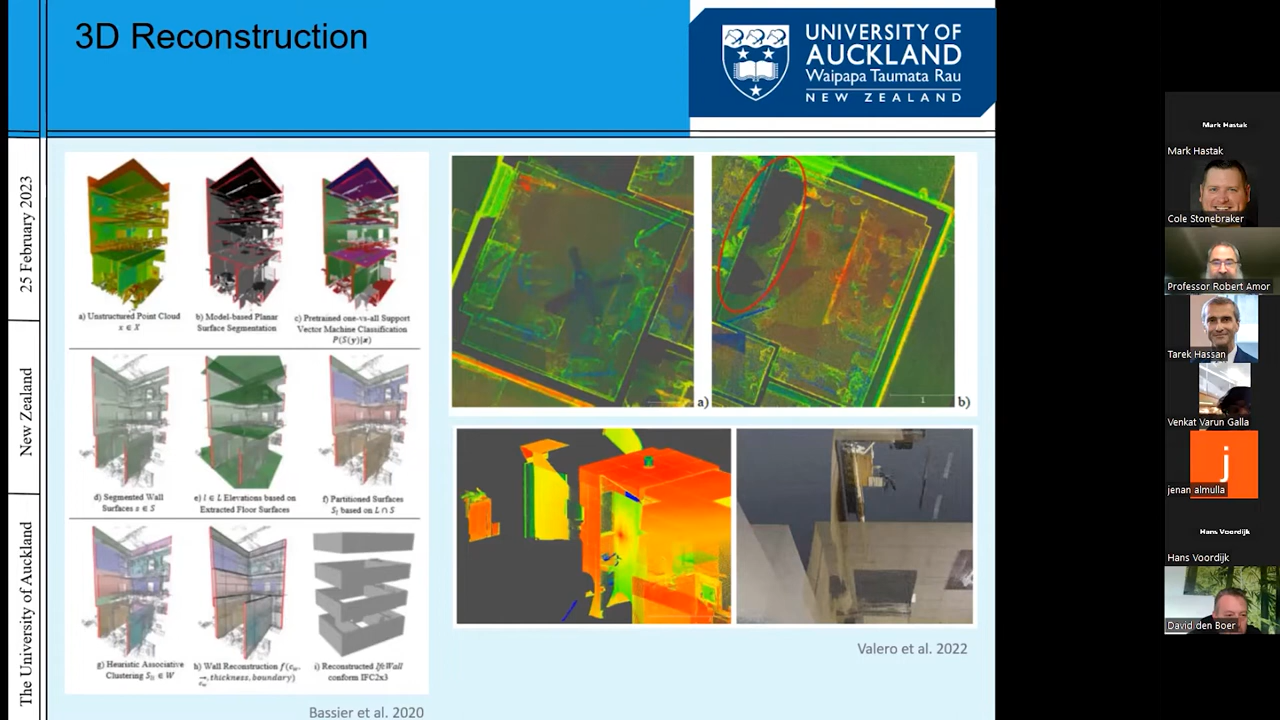 3D Reconstruction
UNIVERSITY OF
AUCKLAND
Waipapa Taumata Rau
NEW ZEALAND
25 February 2023
New Zealand
The University of Auckland
a) Unstructured Point Cloud
x ∈ X
b) Model-based Planar
Surface Segmentation
c) Pretrained one-vs-all Support
Vector Machine Classification
P(S(y)|x)
d) Segmented Wall
Surfaces s ∈ S
e) l ∈ L Elevations based on
Extracted Floor Surfaces
f) Partitioned Surfaces
based on L ∩ S
g) Heuristic Associative
Clustering
h) Wall Reconstruction
thickness, boundary)
i) Reconstructed IfcWall
conform IFC2x3
Bassier et al. 2020
a)
1
b)
Valero et al. 2022
Mark Hastak
Mark Hastak
Cole Stonebraker
Professor Robert Amor
Tarek Hassan
Venkat Varun Galla
j
jenan almulla
Hans Voordijk
Hans Voordijk
David den Boer